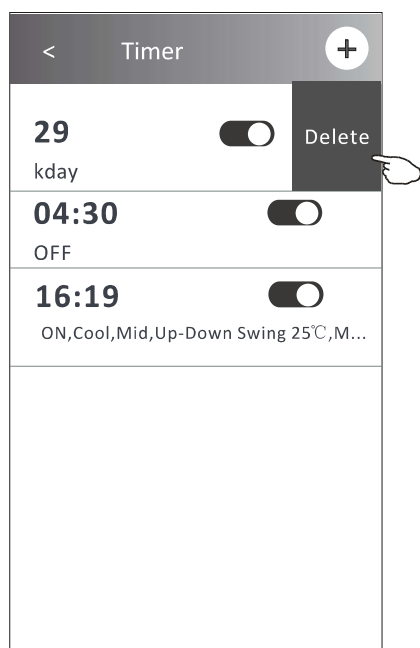 < Timer +
29 Delete
kday
04:30
OFF
16:19
ON,Cool,Mid,Up-Down Swing 25℃,M...